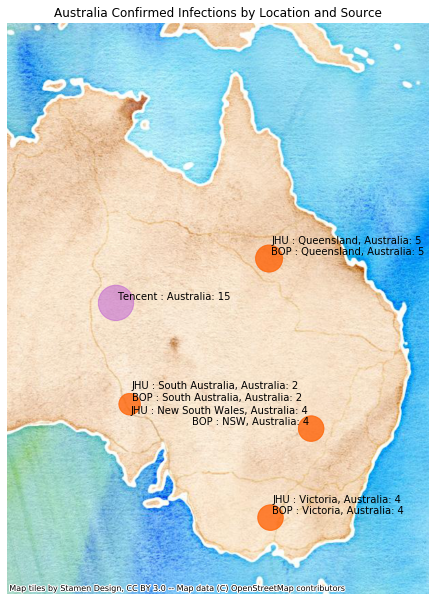 Australia Confirmed Infections by Location and Source
JHU : Queensland, Australia: 5
BOP : Queensland, Australia: 5
Tencent : Australia: 15
JHU : South Australia, Australia: 2
BOP : South Australia, Australia: 2
JHU : New South Wales, Australia: 4
BOP : NSW, Australia: 4
JHU : Victoria, Australia: 4
BOP : Victoria, Australia: 4
Map tiles by Stamen Design, CC BY 3.0 -- Map data (C) OpenStreetMap contributors